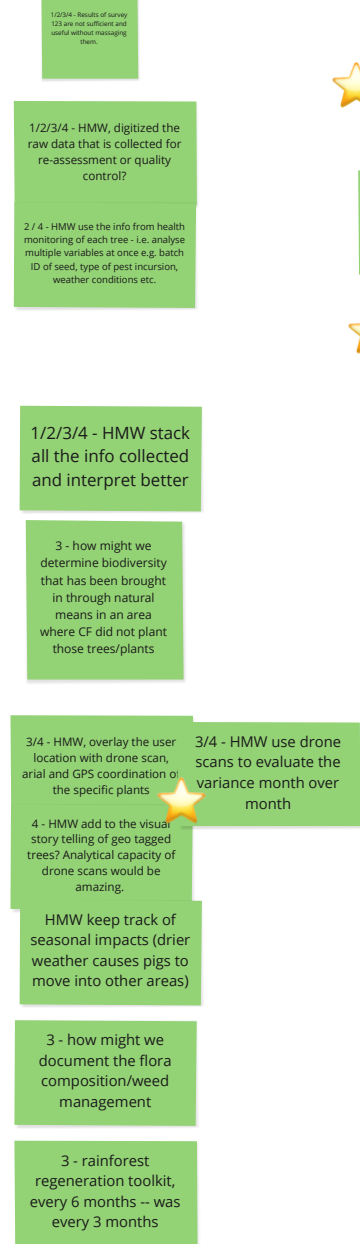 1/2/3/4 - Results of survey
123 are not sufficient and
useful without massaging
them.
1/2/3/4 - HMW, digitized the
raw data that is collected for
re-assessment or quality
control?
2 / 4 - HMW use the info from health
monitoring of each tree - i.e. analyse
multiple variables at once e.g. batch
ID of seed, type of pest incursion,
weather conditions etc.
1/2/3/4 - HMW stack
all the info collected
and interpret better
3 - how might we
determine biodiversity
that has been brought
in through natural
means in an area
where CF did not plant
those trees/plants
3/4 - HMW, overlay the user
location with drone scan,
arial and GPS coordination of
the specific plants
3/4 - HMW use drone
scans to evaluate the
variance month over
month
4 - HMW add to the visual
story telling of geo tagged
trees? Analytical capacity of
drone scans would be
amazing.
HMW keep track of
seasonal impacts (drier
weather causes pigs to
move into other areas)
3 - how might we
document the flora
composition/weed
management
3 - rainforest
regeneration toolkit,
every 6 months -- was
every 3 months